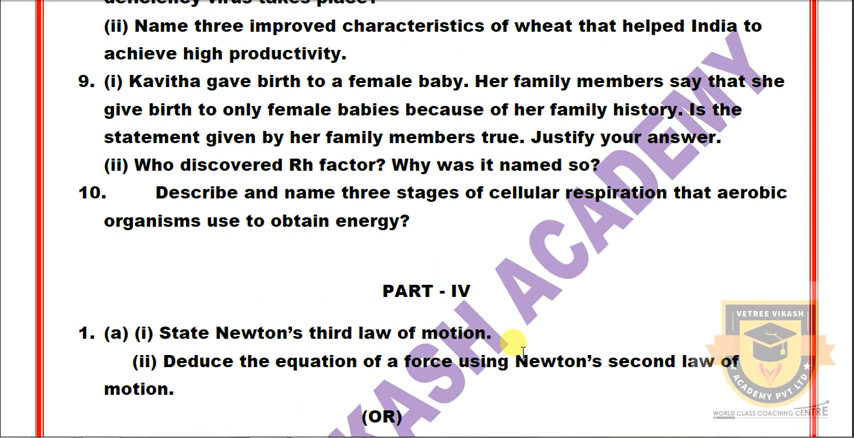 deficiency virus takes place?
(ii) Name three improved characteristics of wheat that helped India to
achieve high productivity.
9. (i) Kavitha gave birth to a female baby. Her family members say that she
give birth to only female babies because of her family history. Is the
statement given by her family members true. Justify your answer.
(ii) Who discovered Rh factor? Why was it named so?
10. Describe and name three stages of cellular respiration that aerobic
organisms use to obtain energy?
PART - IV
1. (a) (i) State Newton's third law of motion.
(ii) Deduce the equation of a force using Newton's second law of
motion.
(OR)
KASH ACADEMY
VETREE VIKASH
ACADEMY PVT LTD
WORLD CLASS COACHING CENTRE